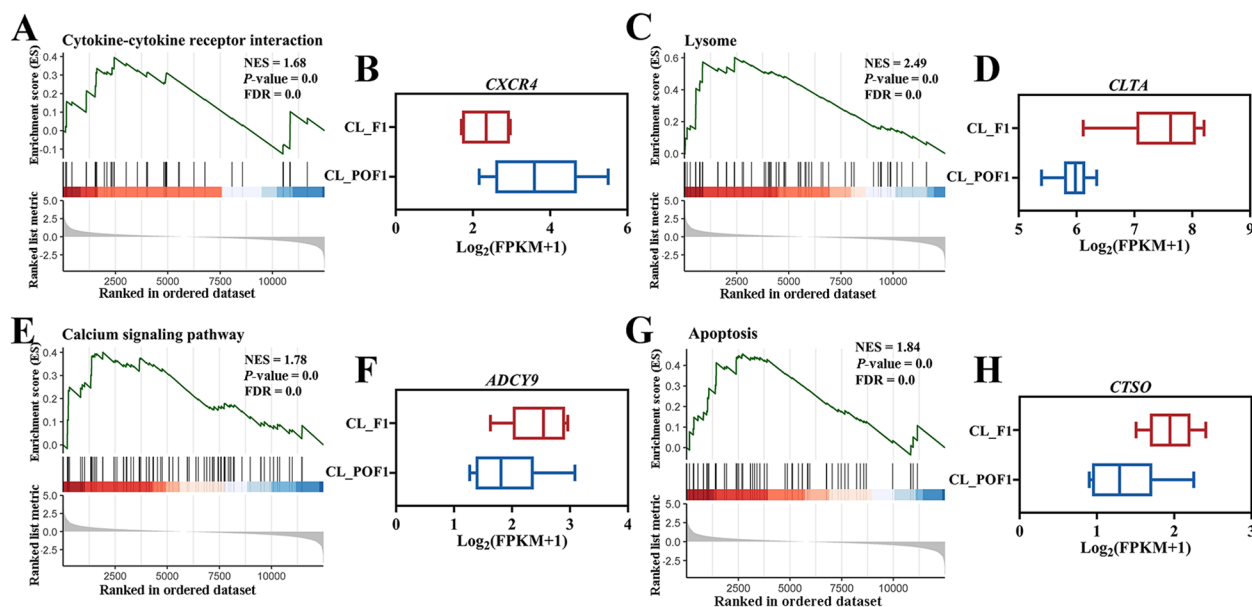 A
Cytokine-cytokine receptor interaction
Enrichment score (ES)
0.4
0.3
0.2
0.1
0.0
-0.1
NES = 1.68
P-value = 0.0
FDR = 0.0
Ranked list metric
5.0
2.5
0.0
-2.5
2500
5000
7500
10000
Ranked in ordered dataset
B
CXCR4
CL_F1
CL_POF1
0
2
4
6
Log2(FPKM+1)
C
Lysome
Enrichment score (ES)
0.6
0.4
0.2
0.0
NES = 2.49
P-value = 0.0
FDR = 0.0
Ranked list metric
5.0
2.5
0.0
-2.5
2500
5000
7500
10000
Ranked in ordered dataset
D
CLTA
CL_F1
CL_POF1
5
6
7
8
9
Log2(FPKM+1)
E
Calcium signaling pathway
Enrichment score (ES)
0.4
0.3
0.2
0.1
0.0
NES = 1.78
P-value = 0.0
FDR = 0.0
Ranked list metric
5.0
2.5
0.0
-2.5
2500
5000
7500
10000
Ranked in ordered dataset
F
ADCY9
CL_F1
CL_POF1
0
1
2
3
4
Log2(FPKM+1)
G
Apoptosis
Enrichment score (ES)
0.4
0.2
0.0
NES = 1.84
P-value = 0.0
FDR = 0.0
Ranked list metric
5.0
2.5
0.0
-2.5
2500
5000
7500
10000
Ranked in ordered dataset
H
CTSO
CL_F1
CL_POF1
0
1
2
3
Log2(FPKM+1)